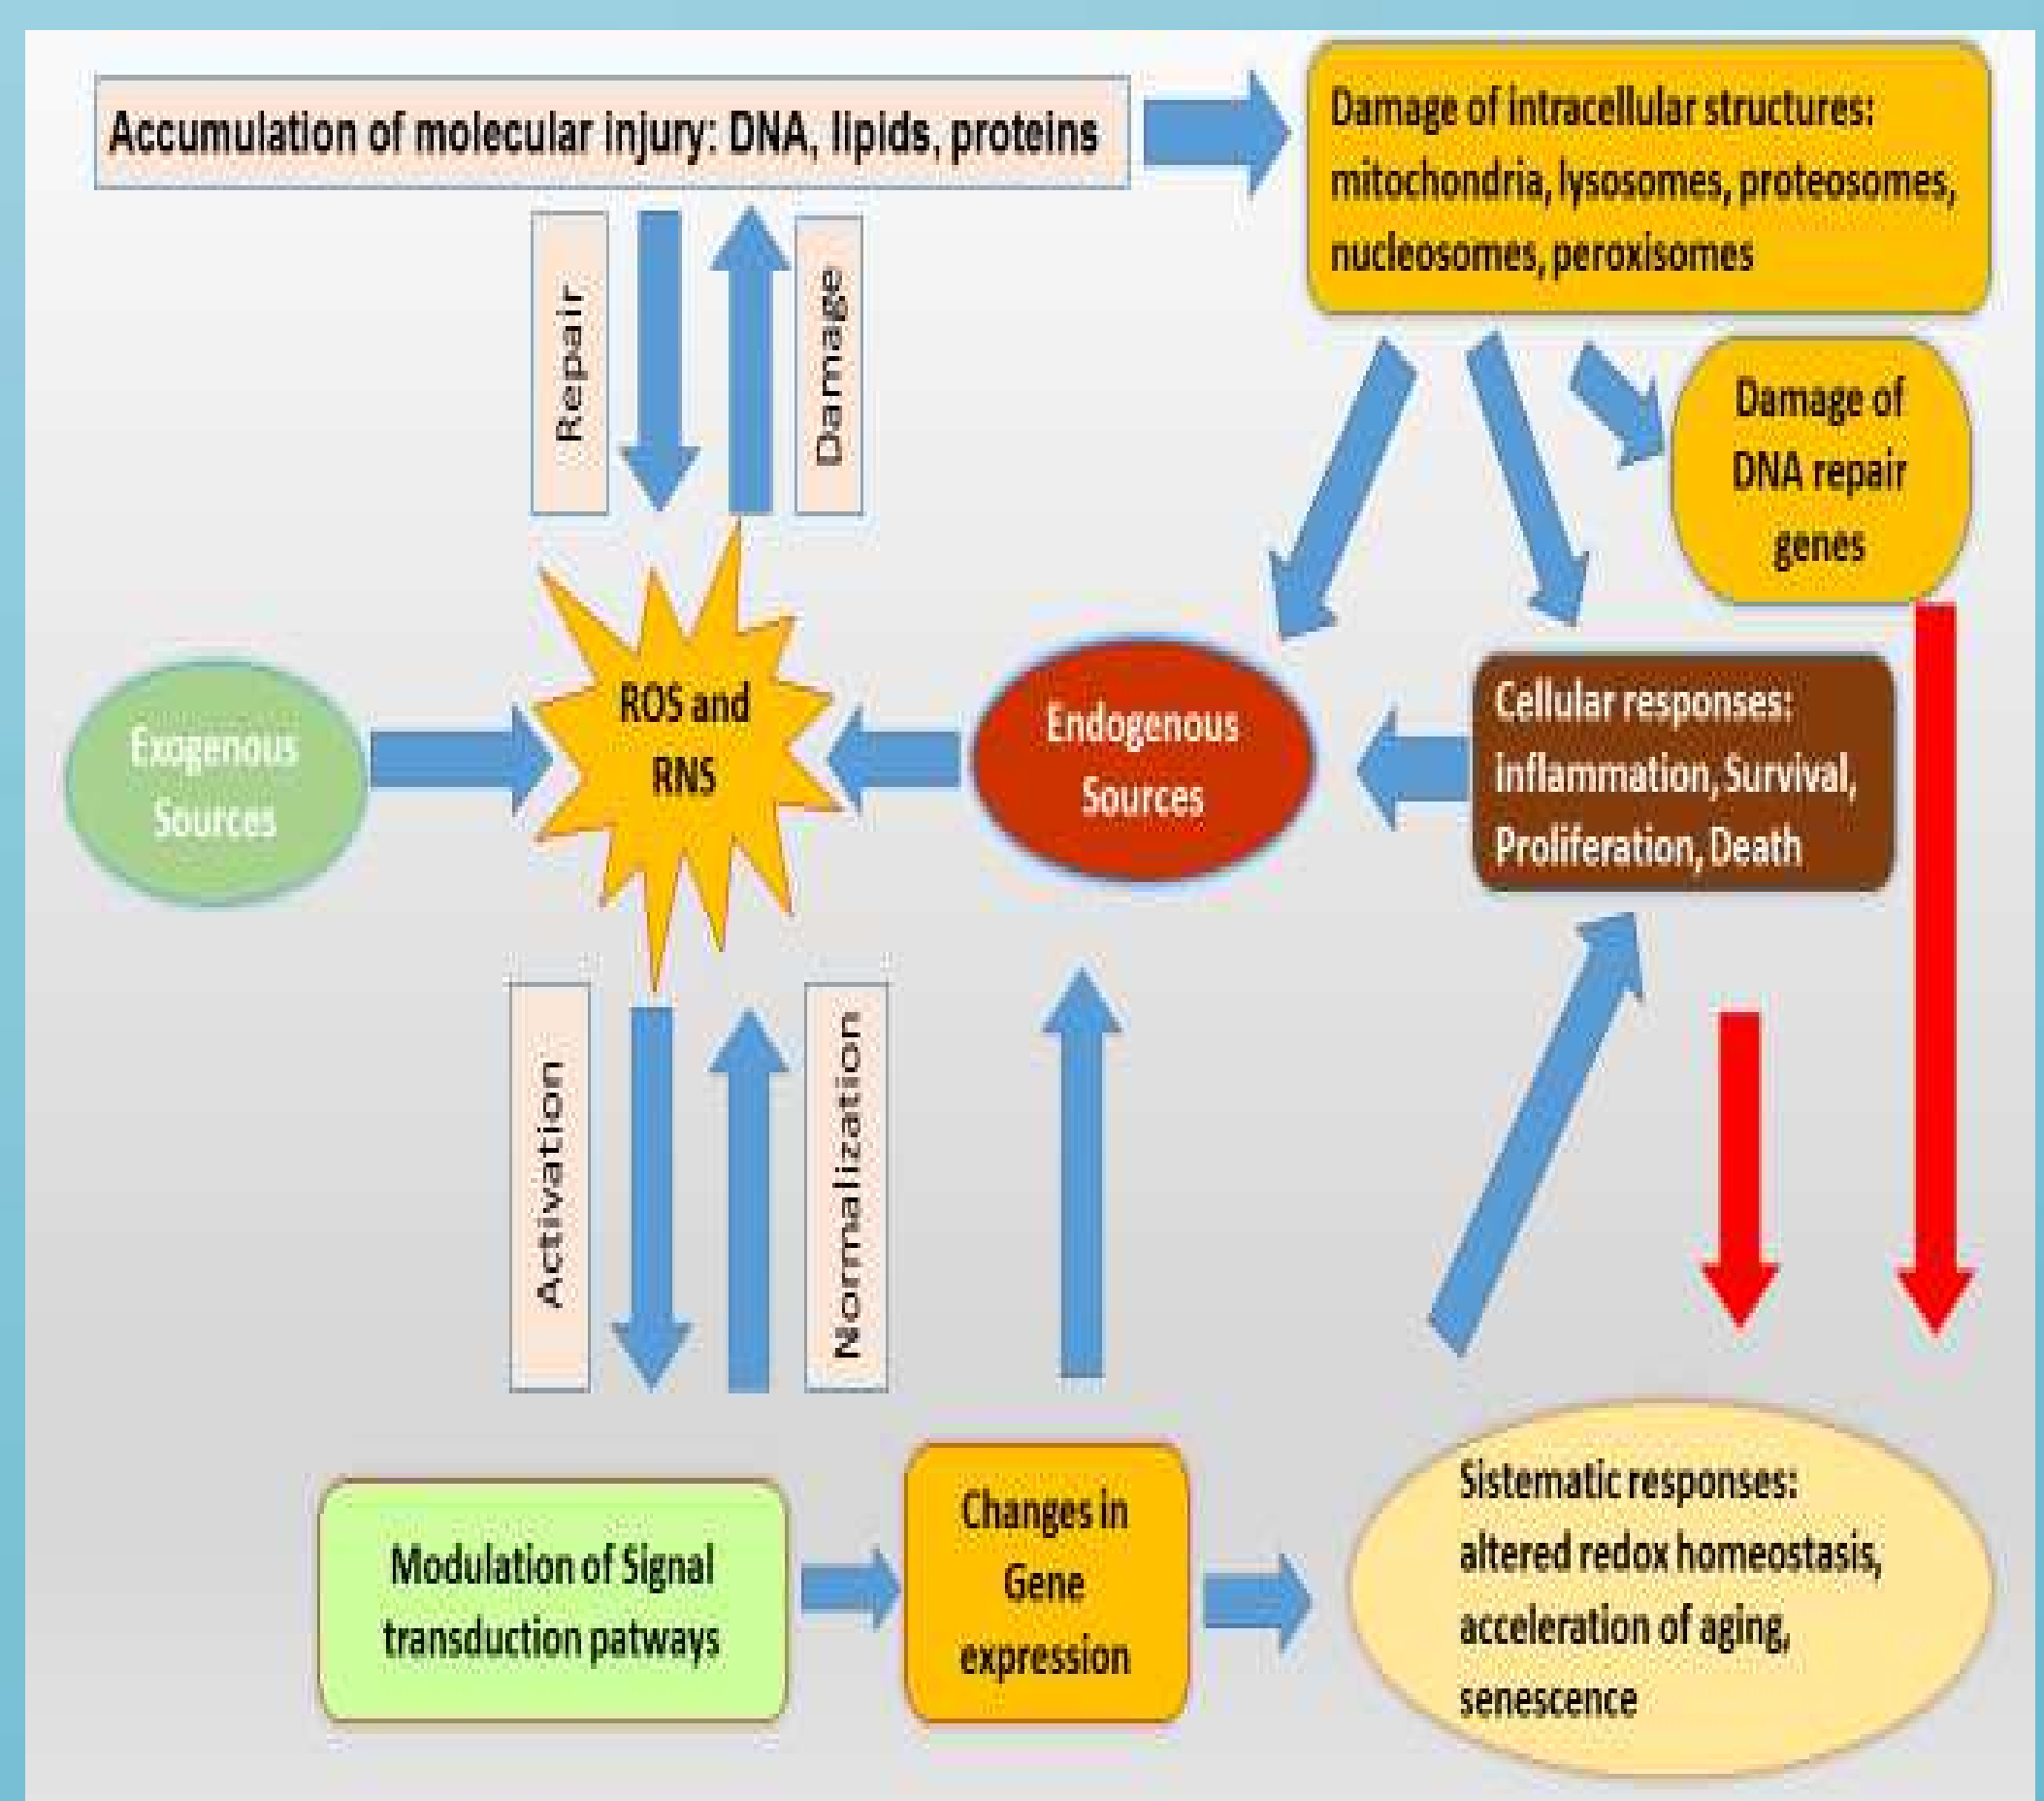 Accumulation of molecular injury: DNA, lipids, proteins
Damage of intracellular structures:
mitochondria, lysosomes, proteosomes,
nucleosomes, peroxisomes
Repair
Damage
Damage of
DNA repair
genes
Exogenous
Sources
ROS and
RNS
Endogenous
Sources
Cellular responses:
inflammation, Survival,
Proliferation, Death
Activation
Normalization
Modulation of Signal
transduction patways
Changes in
Gene
expression
Sistematic responses:
altered redox homeostasis,
acceleration of aging,
senescence